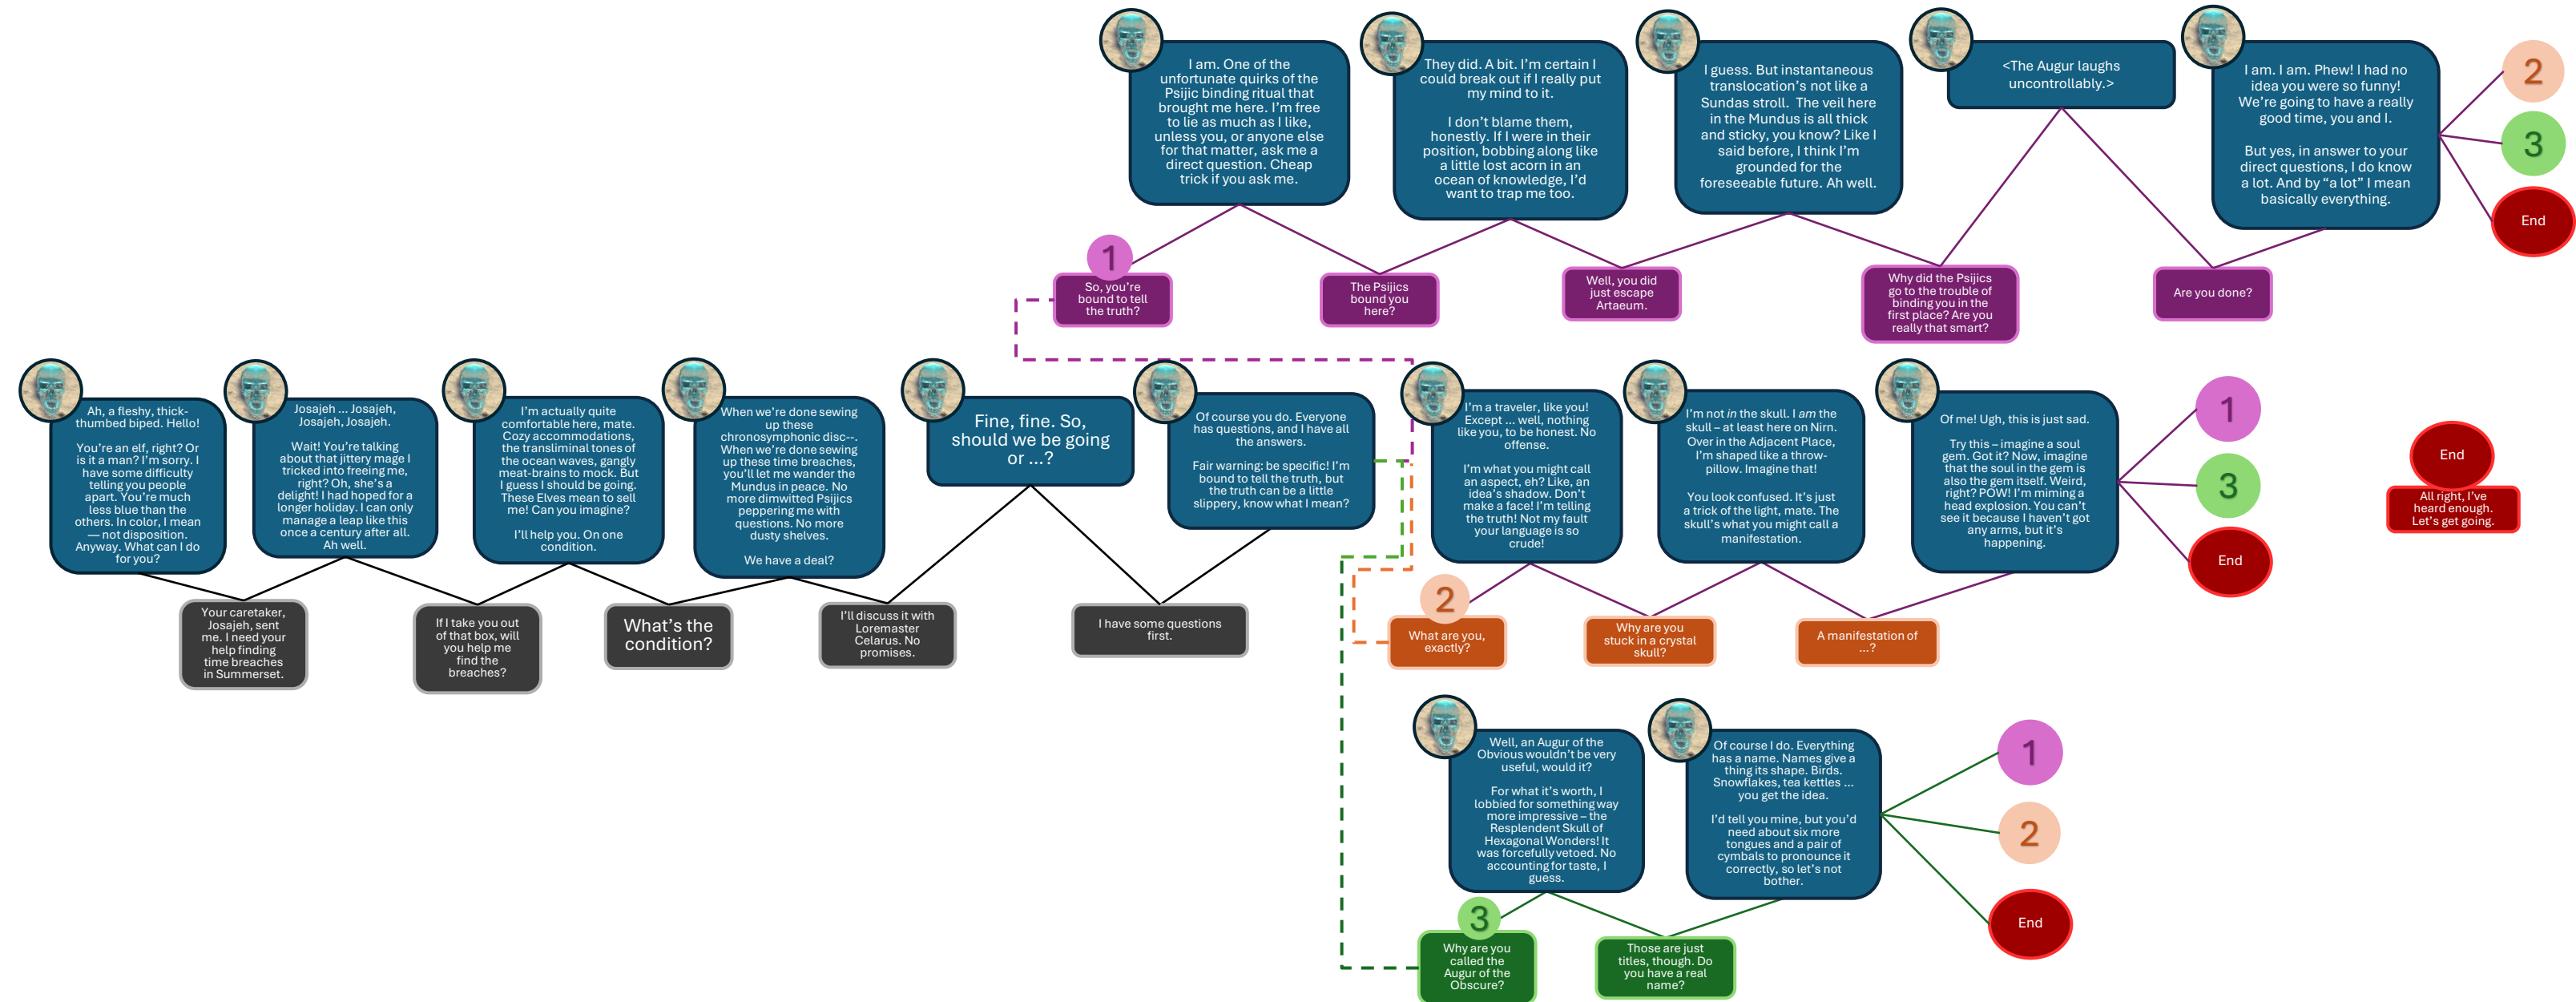 I am. One of the
unfortunate quirks of the
Psijic binding ritual that
brought me here. I'm free
to lie as much as I like,
unless you, or anyone else
for that matter, ask me a
direct question. Cheap
trick if you ask me.
They did. A bit. I'm certain I
could break out if I really put
my mind to it.
I don't blame them,
honestly. If I were in their
position, bobbing along like
a little lost acorn in an
ocean of knowledge, I'd
want to trap me too.
I guess. But instantaneous
translocation's not like a
Sundas stroll. The veil here
in the Mundus is all thick
and sticky, you know? Like I
said before, I think I'm
grounded for the
foreseeable future. Ah well.
<The Augur laughs
uncontrollably.>
I am. I am. Phew! I had no
idea you were so funny!
We're going to have a really
good time, you and I.
But yes, in answer to your
direct questions, I do know
a lot. And by “a lot” I mean
basically everything.
2
3
End
1
So, you're
bound to tell
the truth?
The Psijics
bound you
here?
Well, you did
just escape
Artaeum.
Why did the Psijics
go to the trouble of
binding you in the
first place? Are you
really that smart?
Are you done?
Ah, a fleshy, thick-
thumbed biped. Hello!
You're an elf, right? Or
is it a man? I'm sorry. I
have some difficulty
telling you people
apart. You're much
less blue than the
others. In color, I mean
— not disposition.
Anyway. What can I do
for you?
Josajeh ... Josajeh,
Josajeh, Josajeh.
Wait! You're talking
about that jittery mage I
tricked into freeing me,
right? Oh, she's a
delight! I had hoped for a
longer holiday. I can only
manage a leap like this
once a century after all.
Ah well.
I'm actually quite
comfortable here, mate.
Cozy accommodations,
the transliminal tones of
the ocean waves, gangly
meat-brains to mock. But
I guess I should be going.
These Elves mean to sell
me! Can you imagine?
I'll help you. On one
condition.
When we're done sewing
up these
chronosymphonic disc--.
When we're done sewing
up these time breaches,
you'll let me wander the
Mundus in peace. No
more dimwitted Psijics
peppering me with
questions. No more
dusty shelves.
We have a deal?
Fine, fine. So,
should we be going
or ...?
Of course you do. Everyone
has questions, and I have all
the answers.
Fair warning: be specific! I'm
bound to tell the truth, but
the truth can be a little
slippery, know what I mean?
I'm a traveler, like you!
Except ... well, nothing
like you, to be honest. No
offense.
I'm what you might call
an aspect, eh? Like, an
idea's shadow. Don't
make a face! I'm telling
the truth! Not my fault
your language is so
crude!
I'm not in the skull. I am the
skull – at least here on Nirn.
Over in the Adjacent Place,
I'm shaped like a throw-
pillow. Imagine that!
You look confused. It's just
a trick of the light, mate. The
skull's what you might call a
manifestation.
Of me! Ugh, this is just sad.
Try this – imagine a soul
gem. Got it? Now, imagine
that the soul in the gem is
also the gem itself. Weird,
right? POW! I'm miming a
head explosion. You can't
see it because I haven't got
any arms, but it's
happening.
1
3
End
End
All right, I've
heard enough.
Let's get going.
Your caretaker,
Josajeh, sent
me. I need your
help finding
time breaches
in Summerset.
If I take you out
of that box, will
you help me
find the
breaches?
What's the
condition?
I'll discuss it with
Loremaster
Celarus. No
promises.
I have some questions
first.
2
What are you,
exactly?
Why are you
stuck in a crystal
skull?
A manifestation of
...?
Well, an Augur of the
Obvious wouldn't be very
useful, would it?
For what it's worth, I
lobbied for something way
more impressive – the
Resplendent Skull of
Hexagonal Wonders! It
was forcefully vetoed. No
accounting for taste, I
guess.
Of course I do. Everything
has a name. Names give a
thing its shape. Birds.
Snowflakes, tea kettles ...
you get the idea.
I'd tell you mine, but you'd
need about six more
tongues and a pair of
cymbals to pronounce it
correctly, so let's not
bother.
1
2
End
3
Why are you
called the
Augur of the
Obscure?
Those are just
titles, though. Do
you have a real
name?